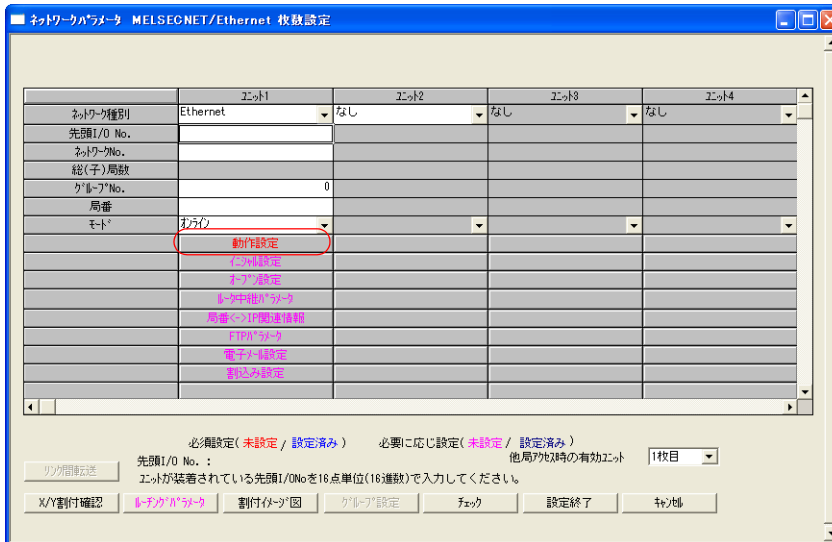 ﾈｯﾄﾜｰｸﾊﾟﾗﾒｰﾀ MELSECNET/Ethernet 枚数設定
ﾕﾆｯﾄ1 ﾕﾆｯﾄ2 ﾕﾆｯﾄ3 ﾕﾆｯﾄ4
ﾈｯﾄﾜｰｸ種別 Ethernet なし なし なし
先頭I/O No.
ﾈｯﾄﾜｰｸNo.
総(子)局数
ｸﾞﾙｰﾌﾟNo. 0
局番
ﾓｰﾄﾞ ｵﾝﾗｲﾝ
動作設定
ｲﾆｼｬﾙ設定
ｵｰﾌﾟﾝ設定
ﾙｰﾀ中継ﾊﾟﾗﾒｰﾀ
局番<->IP関連情報
FTPﾊﾟﾗﾒｰﾀ
電子ﾒｰﾙ設定
割込み設定
必須設定( 未設定 / 設定済み ) 必要に応じ設定( 未設定 / 設定済み )
先頭I/O No. : 他局ｱｸｾｽ時の有効ﾕﾆｯﾄ 1枚目
ﾘﾝｸ間転送 ﾕﾆｯﾄが装着されている先頭I/ONoを16点単位(16進数)で入力してください。
X/Y割付確認 ﾙｰﾁﾝｸﾞﾊﾟﾗﾒｰﾀ 割付ｲﾒｰｼﾞ図 ｸﾞﾙｰﾌﾟ設定 ﾁｪｯｸ 設定終了 ｷｬﾝｾﾙ